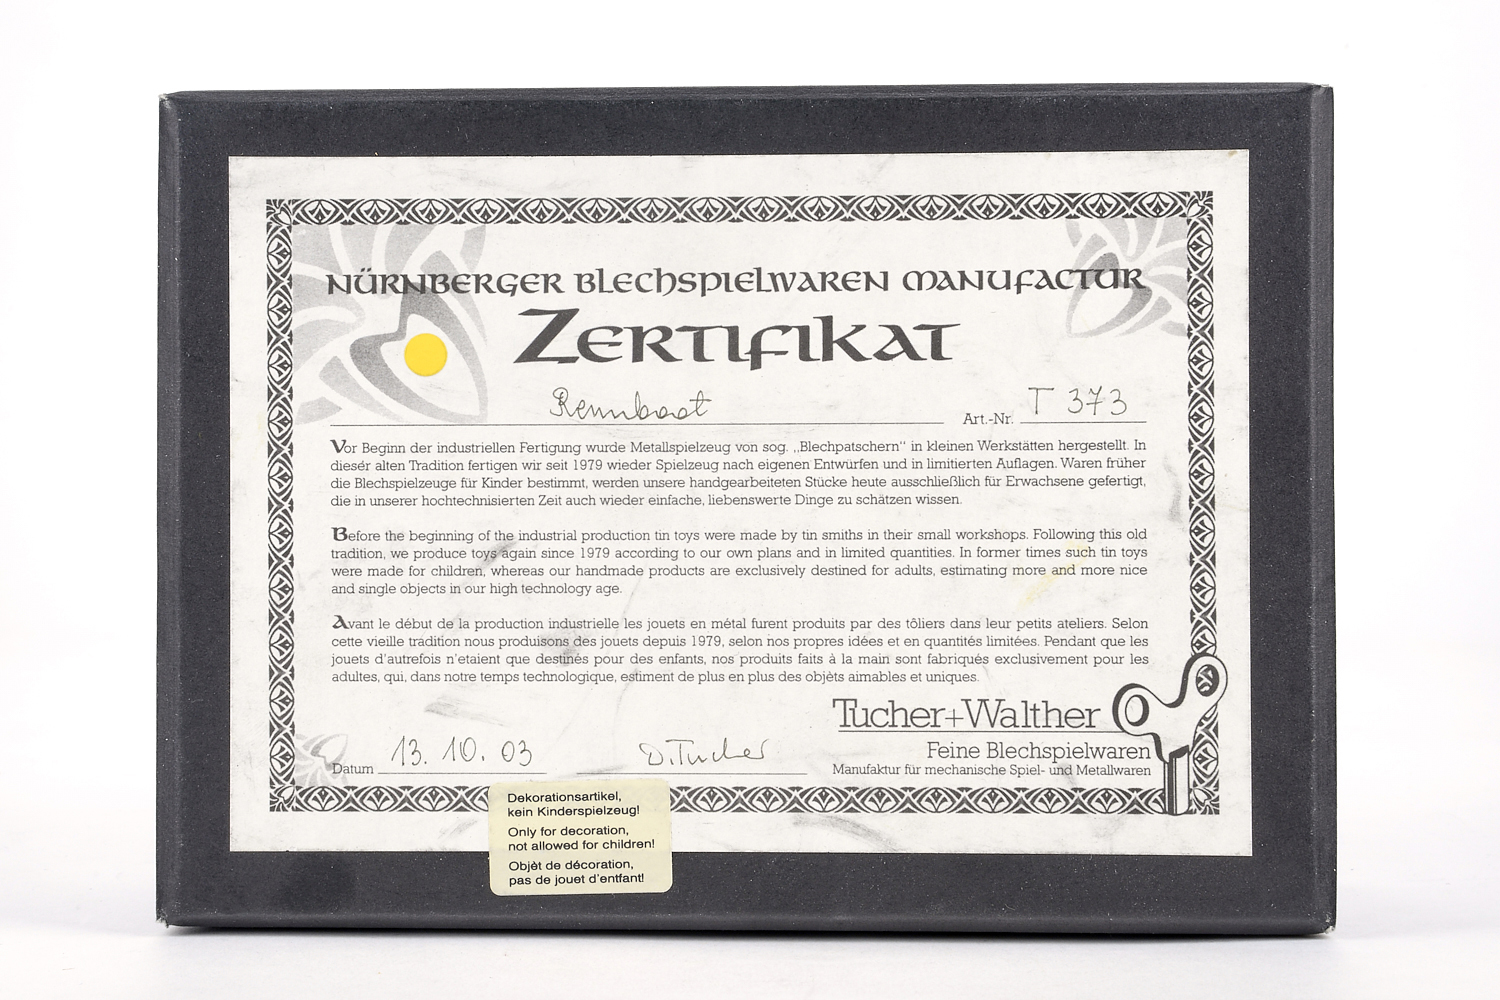 NÜRNBERGER BLECHSPIELWAREN MANUFACTUR
ZERTIFIKAT
Rennboot
Art.-Nr. T 373
Vor Beginn der industriellen Fertigung wurde Metallspielzeug von sog. „Blechpatschern“ in kleinen Werkstätten hergestellt. In
dieser alten Tradition fertigen wir seit 1979 wieder Spielzeug nach eigenen Entwürfen und in limitierten Auflagen. Waren früher
die Blechspielzeuge für Kinder bestimmt, werden unsere handgearbeiteten Stücke heute ausschließlich für Erwachsene gefertigt,
die in unserer hochtechnisierten Zeit auch wieder einfache, liebenswerte Dinge zu schätzen wissen.
Before the beginning of the industrial production tin toys were made by tin smiths in their small workshops. Following this old
tradition, we produce toys again since 1979 according to our own plans and in limited quantities. In former times such tin toys
were made for children, whereas our handmade products are exclusively destined for adults, estimating more and more nice
and single objects in our high technology age.
Avant le début de la production industrielle les jouets en métal furent produits par des tôliers dans leur petits ateliers. Selon
cette vieille tradition nous produisons des jouets depuis 1979, selon nos propres idées et en quantités limitées. Pendant que les
jouets d'autrefois n'etaient que destinés pour des enfants, nos produits faits à la main sont fabriqués exclusivement pour les
adultes, qui, dans notre temps technologique, estiment de plus en plus des objèts aimables et uniques.
Tucher+Walther
Feine Blechspielwaren
Manufaktur für mechanische Spiel- und Metallwaren
Datum 13. 10. 03
D. Tucher
Dekorationsartikel,
kein Kinderspielzeug!
Only for decoration,
not allowed for children!
Objèt de décoration,
pas de jouet d'entfant!